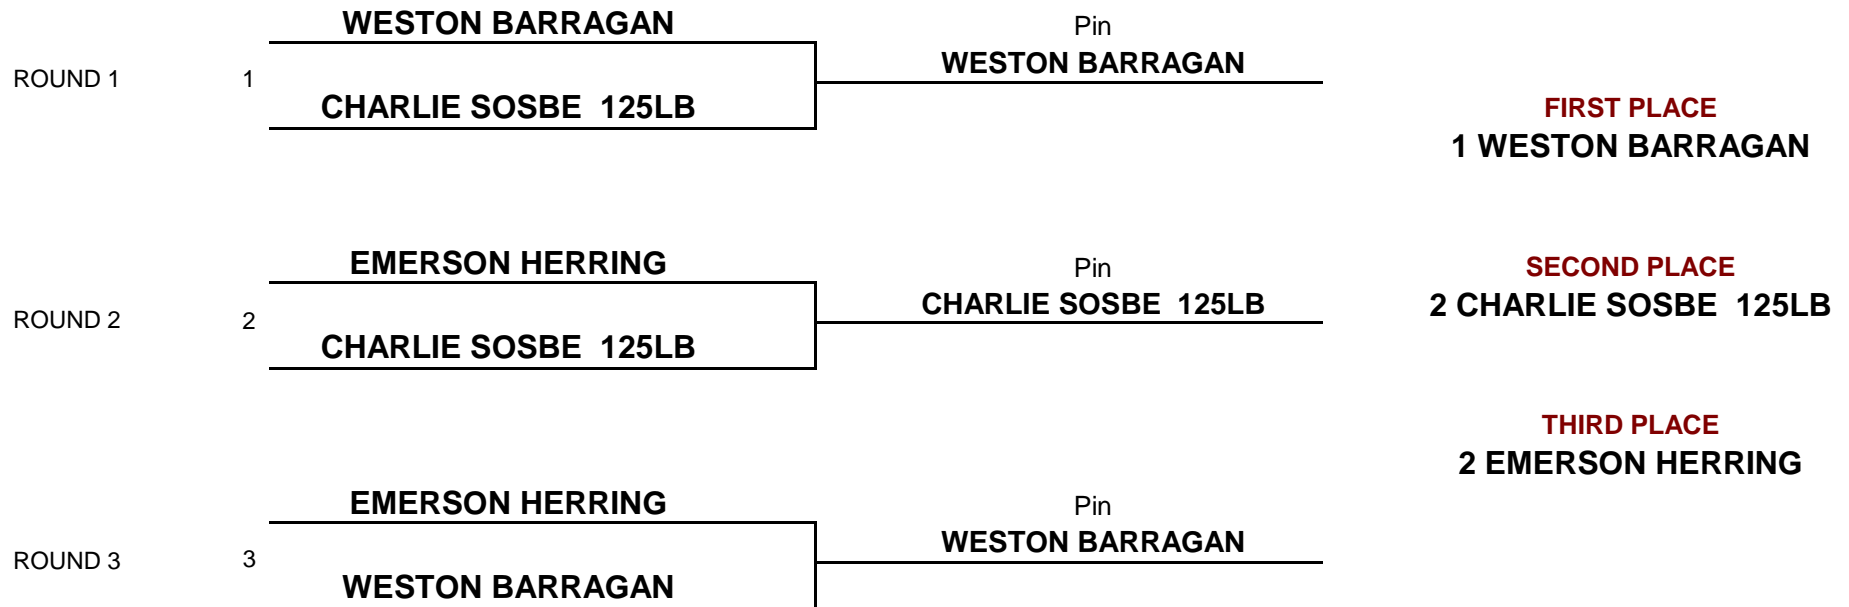 WESTON BARRAGAN
Pin
WESTON BARRAGAN
ROUND 1 1
CHARLIE SOSBE  125LB
FIRST PLACE
1 WESTON BARRAGAN
EMERSON HERRING
Pin
SECOND PLACE
CHARLIE SOSBE  125LB
2 CHARLIE SOSBE  125LB
ROUND 2 2
CHARLIE SOSBE  125LB
THIRD PLACE
2 EMERSON HERRING
EMERSON HERRING
Pin
WESTON BARRAGAN
ROUND 3 3
WESTON BARRAGAN